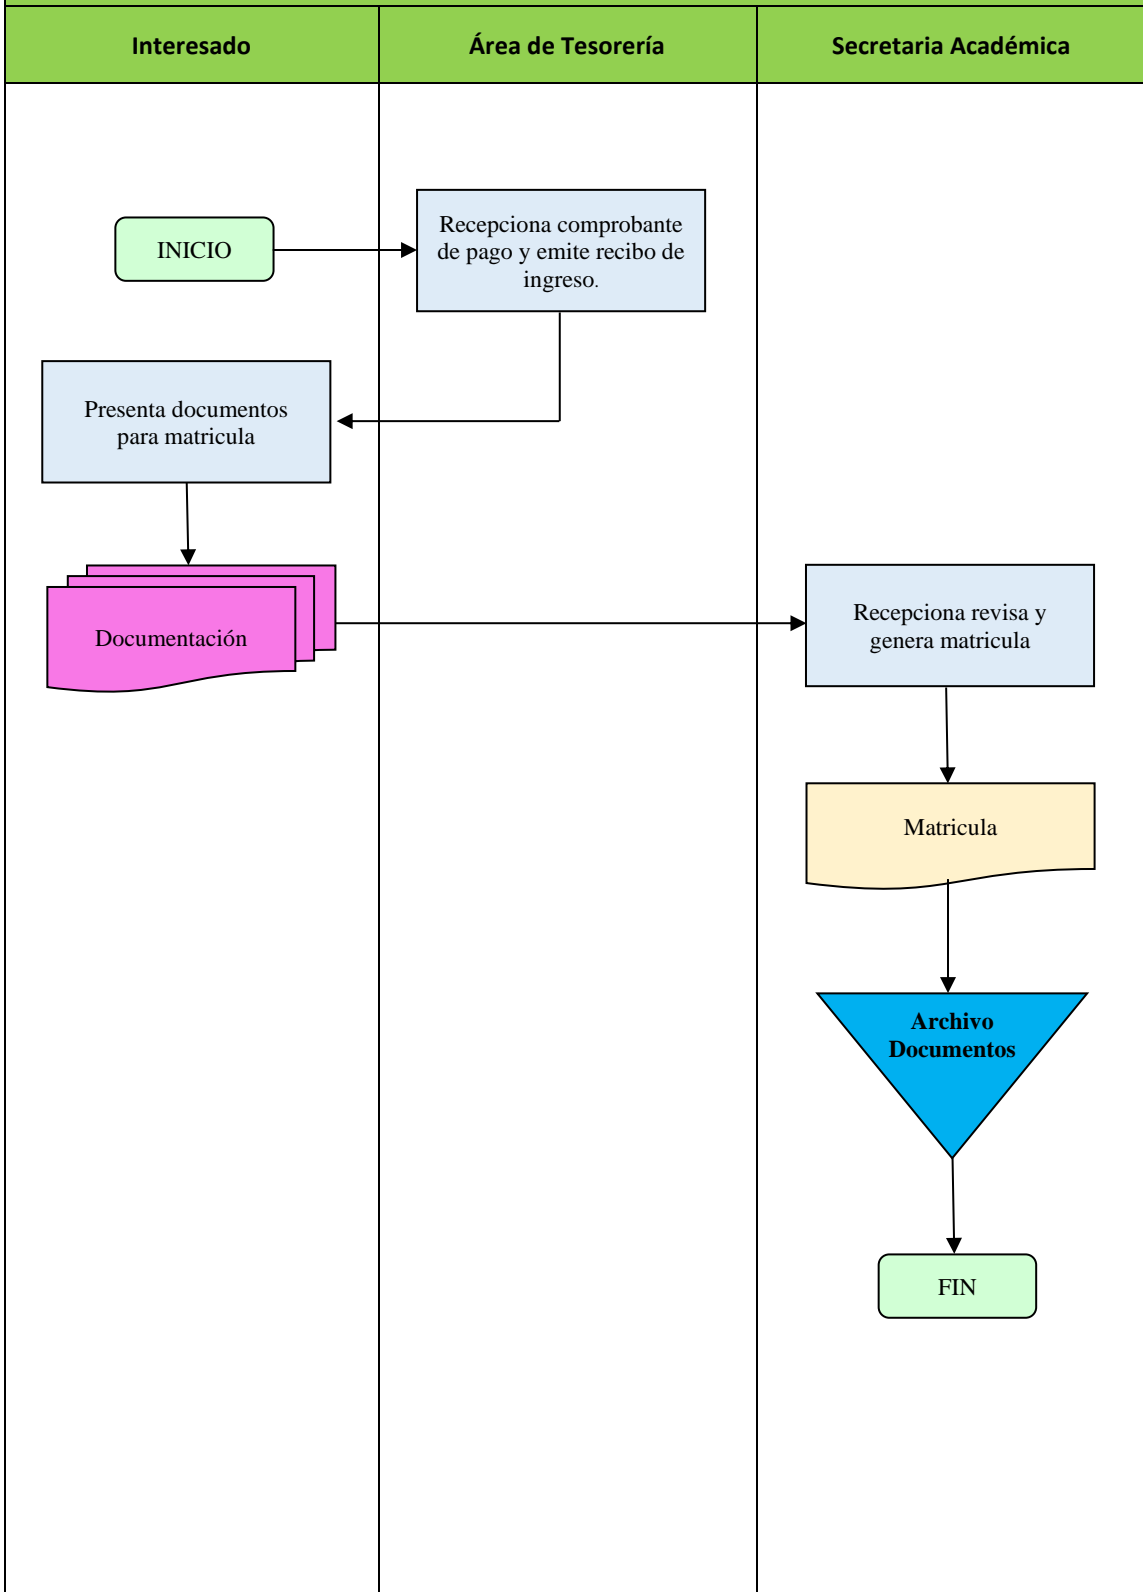 Interesado
Área de Tesorería
Secretaria Académica
INICIO
Recepciona comprobante
de pago y emite recibo de
ingreso.
Presenta documentos
para matricula
Documentación
Recepciona revisa y
genera matricula
Matricula
Archivo
Documentos
FIN